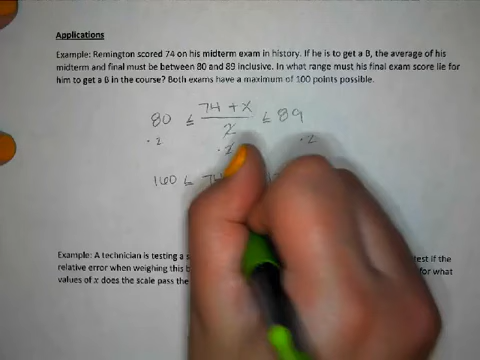 Applications
Example: Remington scored 74 on his midterm exam in history. If he is to get a B, the average of his
midterm and final must be between 80 and 89 inclusive. In what range must his final exam score lie for
him to get a B in the course? Both exams have a maximum of 100 points possible.
80 ≤ (74 + x)/2 ≤ 89
·2 ·2 ·2
160 ≤ 74
Example: A technician is testing a test if the
relative error when weighing this for what
values of x does the scale pass the